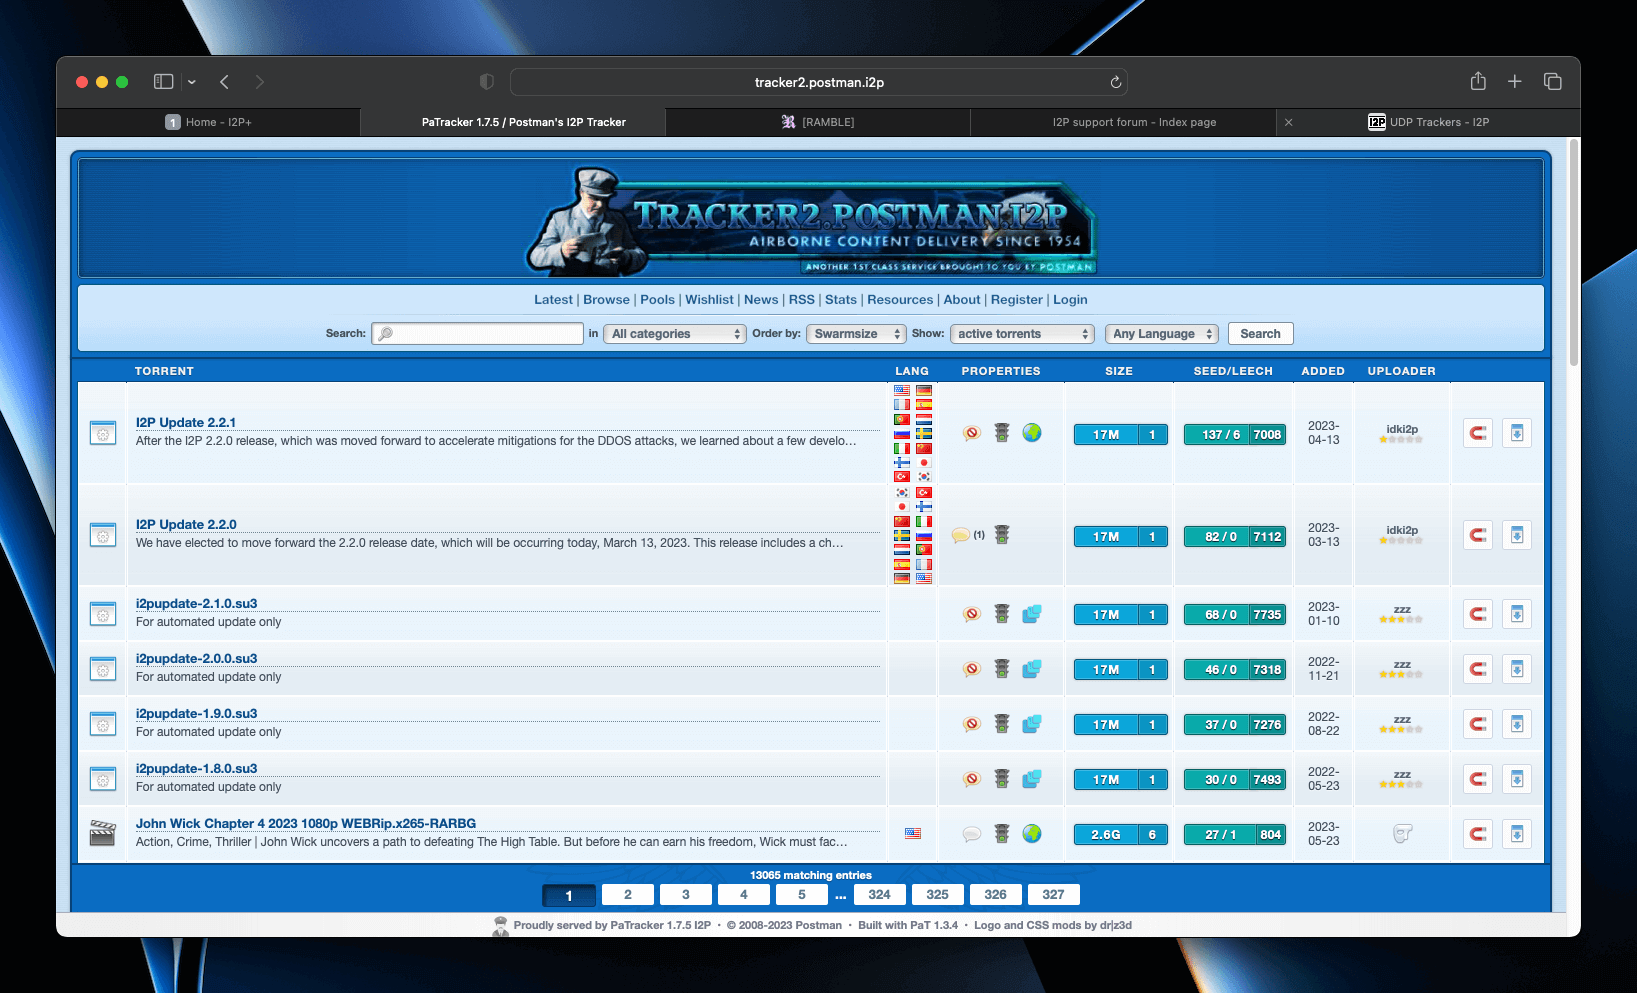 tracker2.postman.i2p
1 Home - I2P+
PaTracker 1.7.5 / Postman's I2P Tracker
[RAMBLE]
I2P support forum - Index page
I2P UDP Trackers - I2P
TRACKER2.POSTMAN.I2P
AIRBORNE CONTENT DELIVERY SINCE 1954
ANOTHER 1ST CLASS SERVICE BROUGHT TO YOU BY POSTMAN
Latest | Browse | Pools | Wishlist | News | RSS | Stats | Resources | About | Register | Login
Search: in All categories Order by: Swarmsize Show: active torrents Any Language Search
TORRENT LANG PROPERTIES SIZE SEED/LEECH ADDED UPLOADER
I2P Update 2.2.1
After the I2P 2.2.0 release, which was moved forward to accelerate mitigations for the DDOS attacks, we learned about a few develo...
17M 1 137 / 6 7008
2023-
04-13
idki2p
I2P Update 2.2.0
We have elected to move forward the 2.2.0 release date, which will be occurring today, March 13, 2023. This release includes a ch...
(1)
17M 1 82 / 0 7112
2023-
03-13
idki2p
i2pupdate-2.1.0.su3
For automated update only
17M 1 68 / 0 7735
2023-
01-10
zzz
i2pupdate-2.0.0.su3
For automated update only
17M 1 46 / 0 7318
2022-
11-21
zzz
i2pupdate-1.9.0.su3
For automated update only
17M 1 37 / 0 7276
2022-
08-22
zzz
i2pupdate-1.8.0.su3
For automated update only
17M 1 30 / 0 7493
2022-
05-23
zzz
John Wick Chapter 4 2023 1080p WEBRip.x265-RARBG
Action, Crime, Thriller | John Wick uncovers a path to defeating The High Table. But before he can earn his freedom, Wick must fac...
2.6G 6 27 / 1 804
2023-
05-23
13065 matching entries
1 2 3 4 5 ... 324 325 326 327
Proudly served by PaTracker 1.7.5 I2P · © 2008-2023 Postman · Built with PaT 1.3.4 · Logo and CSS mods by dr|z3d